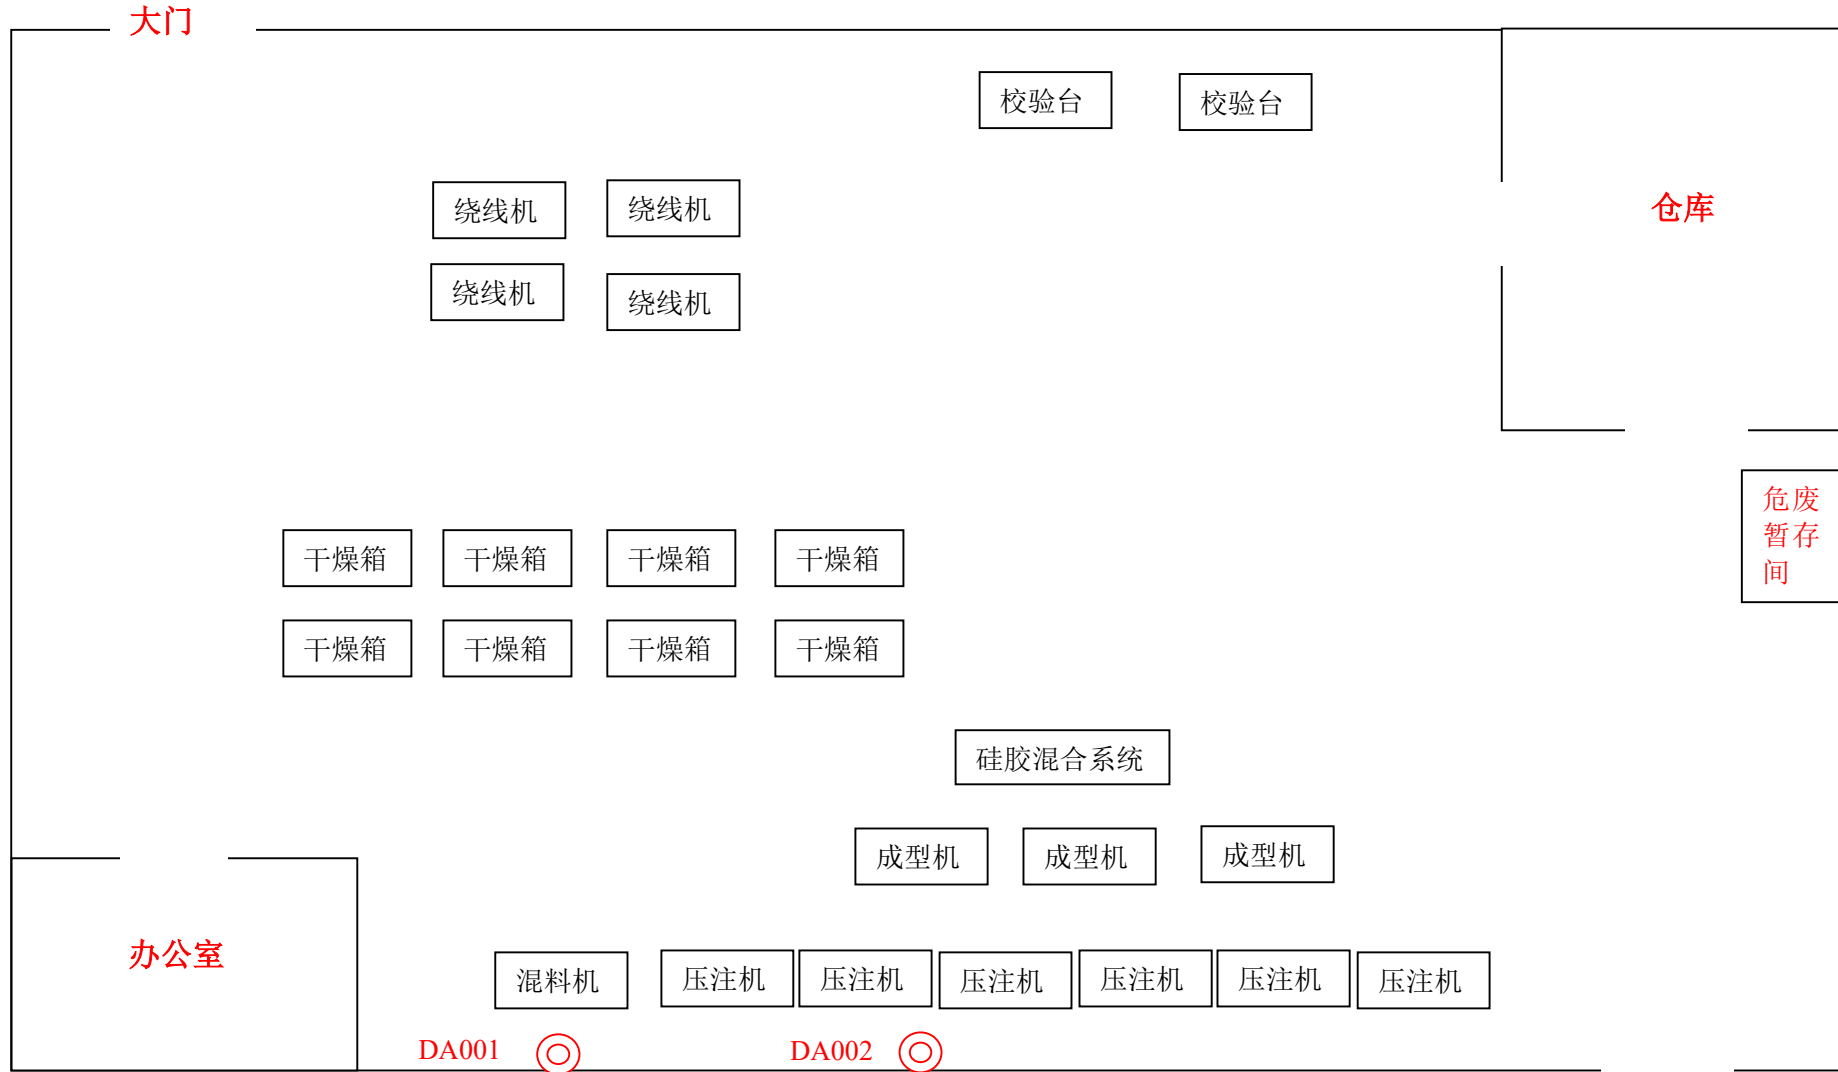 大门
校验台
校验台
绕线机
绕线机
仓库
绕线机
绕线机
危废
暂存
间
干燥箱
干燥箱
干燥箱
干燥箱
干燥箱
干燥箱
干燥箱
干燥箱
硅胶混合系统
成型机
成型机
成型机
办公室
混料机
压注机
压注机
压注机
压注机
压注机
压注机
DA001
DA002